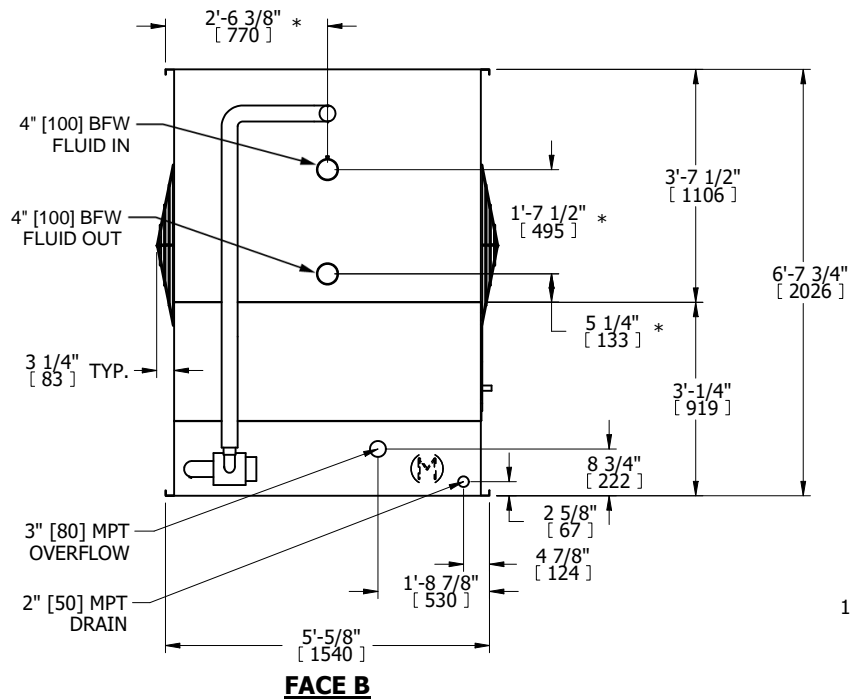 2'-6 3/8" *
[ 770 ]
4" [100] BFW
FLUID IN
4" [100] BFW
FLUID OUT
3'-7 1/2"
[ 1106 ]
1'-7 1/2" *
[ 495 ]
6'-7 3/4"
[ 2026 ]
5 1/4" *
[ 133 ]
3 1/4" TYP.
[ 83 ]
3'-1/4"
[ 919 ]
8 3/4"
[ 222 ]
M
2 5/8"
[ 67 ]
3" [80] MPT
OVERFLOW
4 7/8"
[ 124 ]
1'-8 7/8"
[ 530 ]
2" [50] MPT
DRAIN
1
5'-5/8"
[ 1540 ]
FACE B